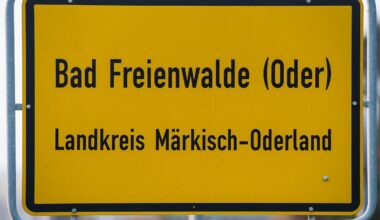 Bad Freienwalde (Oder)
Landkreis Märkisch-Oderland